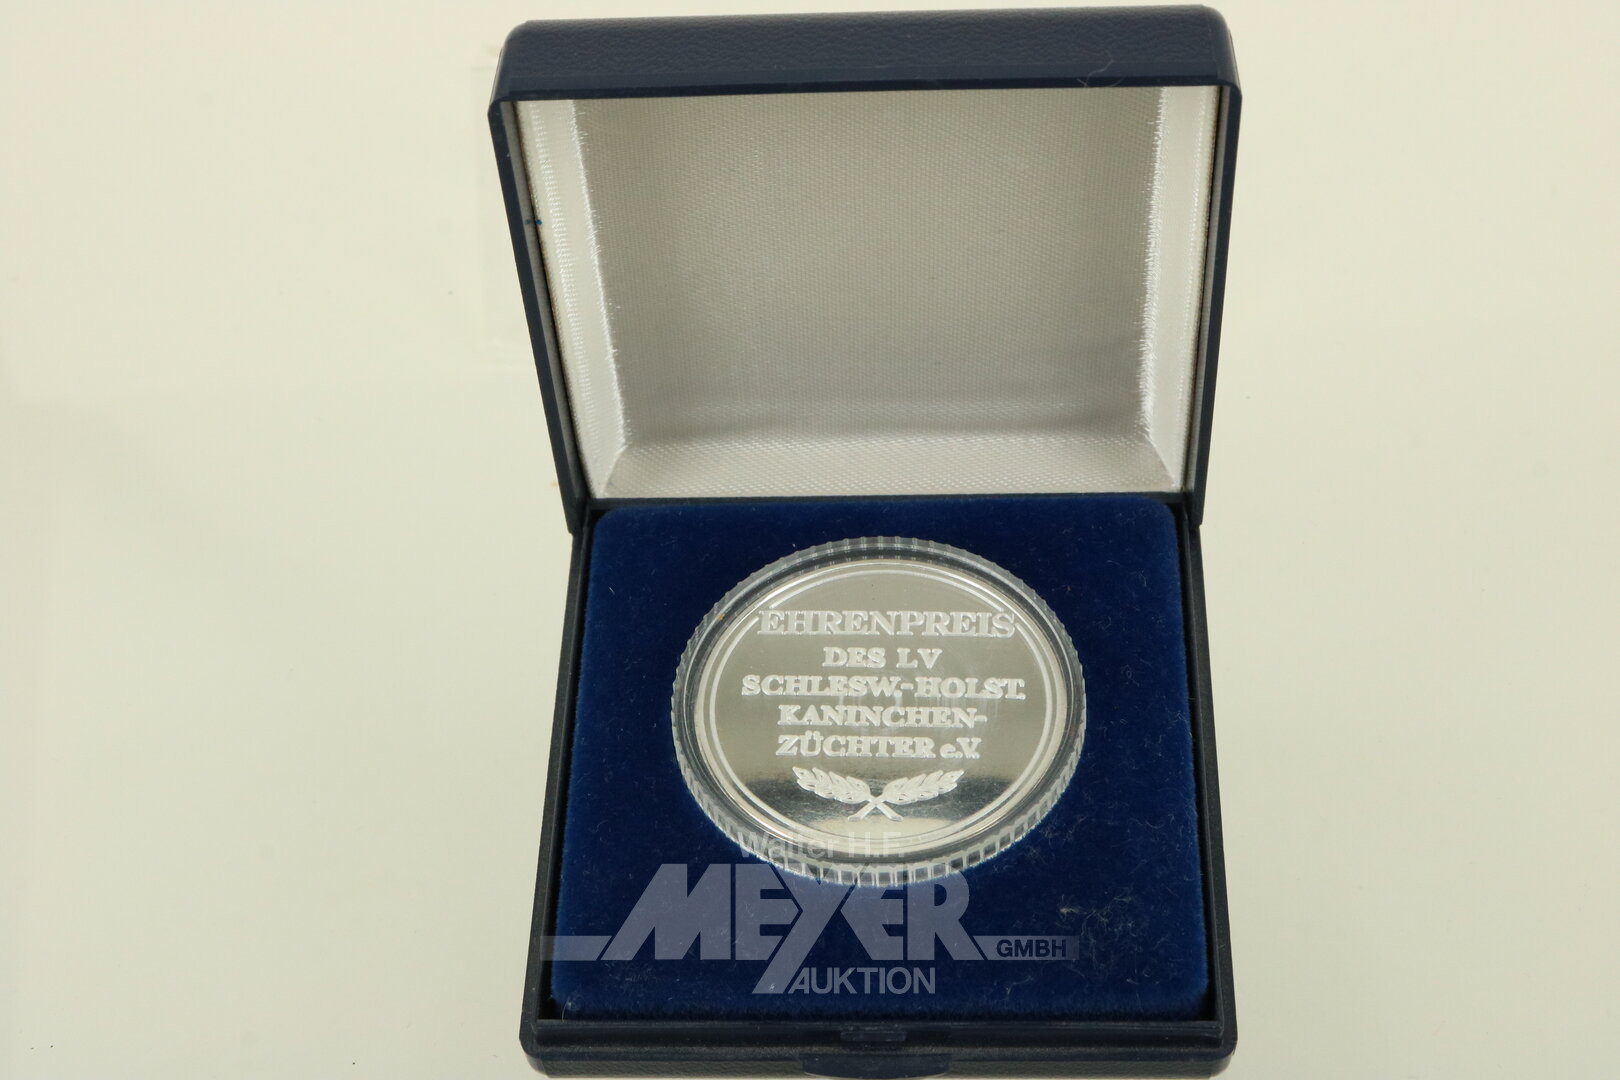 EHRENPREIS
DES LV
SCHLESW.-HOLST.
KANINCHEN-
ZÜCHTER e.V.
Walter H.F.
MEYER
GMBH
AUKTION